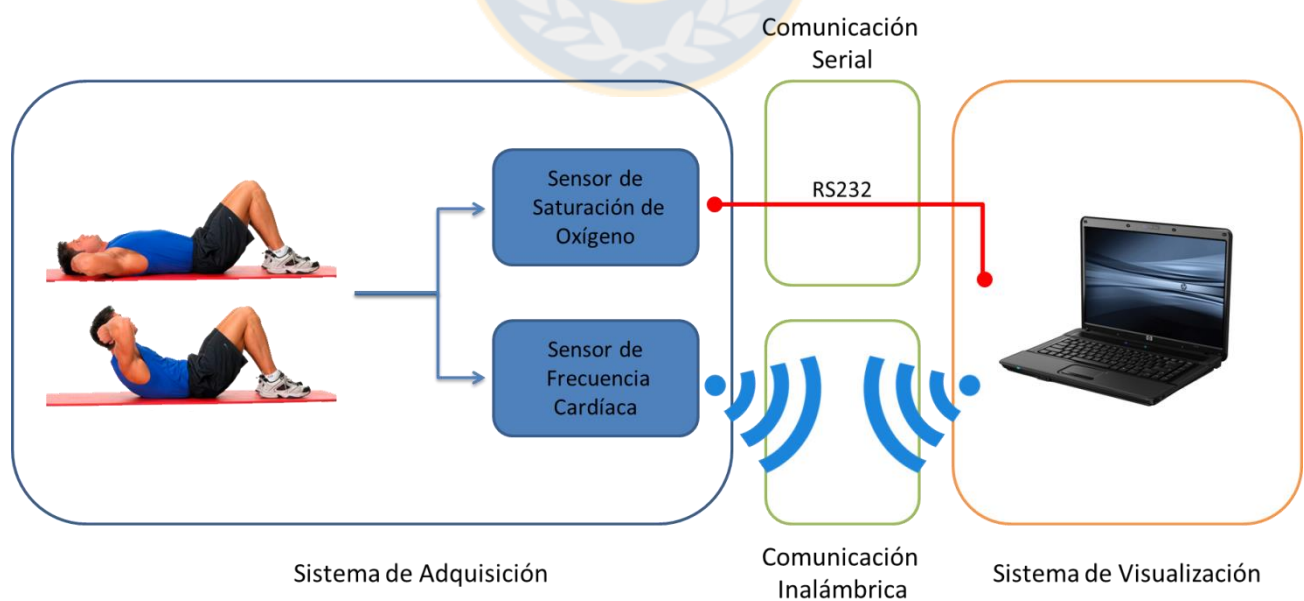 Comunicación
Serial
Sensor de
Saturación de
Oxígeno
RS232
Sensor de
Frecuencia
Cardíaca
Sistema de Adquisición
Comunicación
Inalámbrica
Sistema de Visualización